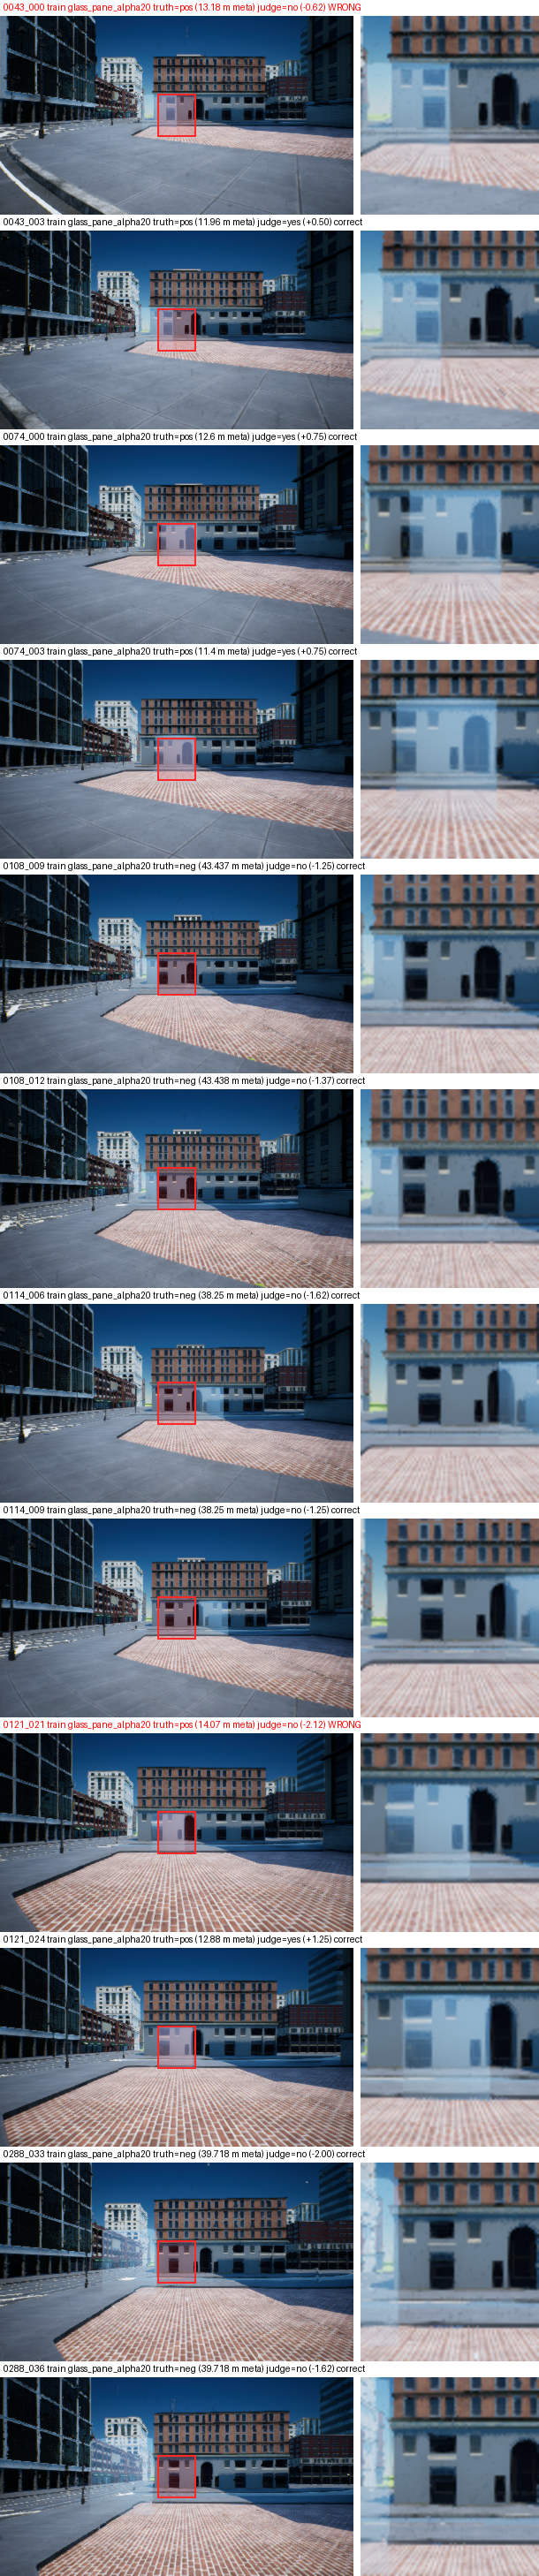 0043_000 train glass_pane_alpha20 truth=pos (13.18 m meta) judge=no (-0.62) WRONG
0043_003 train glass_pane_alpha20 truth=pos (11.96 m meta) judge=yes (+0.50) correct
0074_000 train glass_pane_alpha20 truth=pos (12.6 m meta) judge=yes (+0.75) correct
0074_003 train glass_pane_alpha20 truth=pos (11.4 m meta) judge=yes (+0.75) correct
0108_009 train glass_pane_alpha20 truth=neg (43.437 m meta) judge=no (-1.25) correct
0108_012 train glass_pane_alpha20 truth=neg (43.438 m meta) judge=no (-1.37) correct
0114_006 train glass_pane_alpha20 truth=neg (38.25 m meta) judge=no (-1.62) correct
0114_009 train glass_pane_alpha20 truth=neg (38.25 m meta) judge=no (-1.25) correct
0121_021 train glass_pane_alpha20 truth=pos (14.07 m meta) judge=no (-2.12) WRONG
0121_024 train glass_pane_alpha20 truth=pos (12.88 m meta) judge=yes (+1.25) correct
0288_033 train glass_pane_alpha20 truth=neg (39.718 m meta) judge=no (-2.00) correct
0288_036 train glass_pane_alpha20 truth=neg (39.718 m meta) judge=no (-1.62) correct